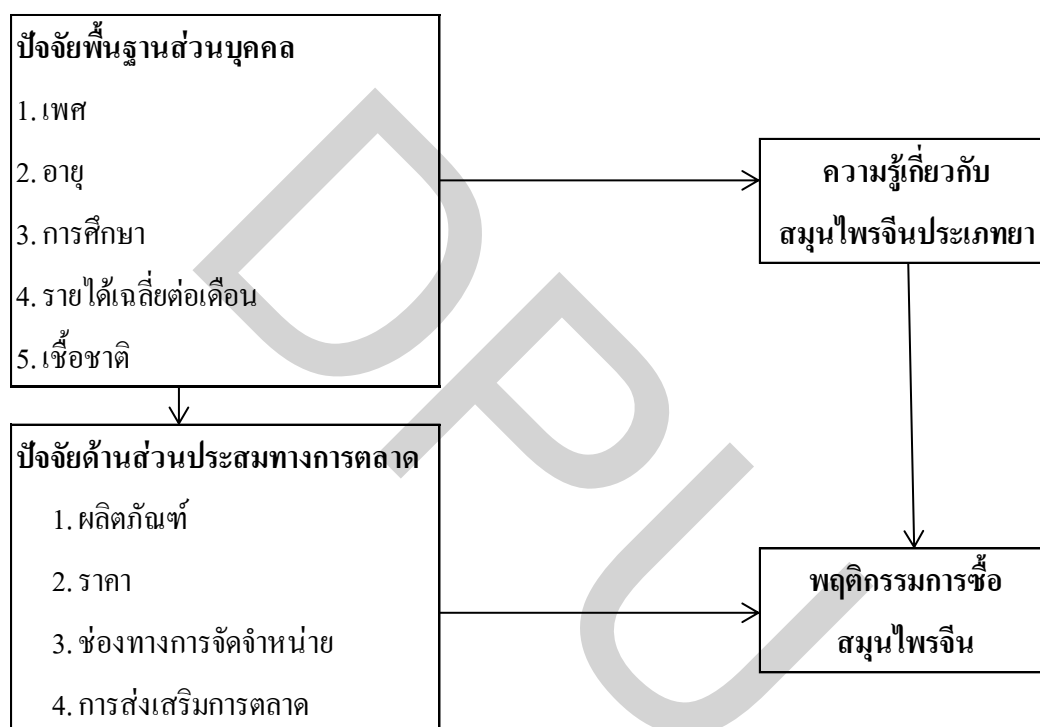 ปัจจัยพื้นฐานส่วนบุคคล
1. เพศ
2. อายุ
3. การศึกษา
4. รายได้เฉลี่ยต่อเดือน
5. เชื้อชาติ
ความรู้เกี่ยวกับ
สมุนไพรจีนประเภทยา
ปัจจัยด้านส่วนประสมทางการตลาด
1. ผลิตภัณฑ์
2. ราคา
3. ช่องทางการจัดจำหน่าย
4. การส่งเสริมการตลาด
พฤติกรรมการซื้อ
สมุนไพรจีน
DPU